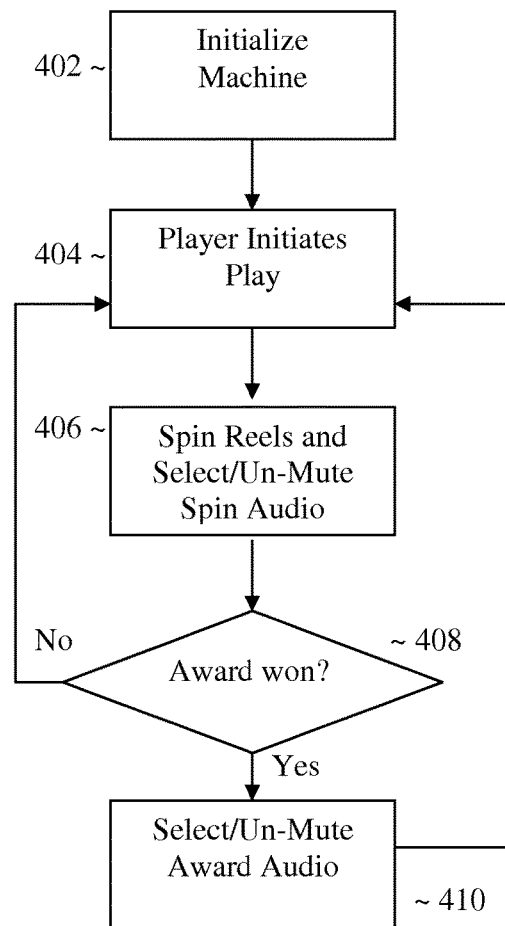 Initialize
402 ~
Machine
Player Initiates
404 ~
Play
406 ~
Spin Reels and
Select/Un-Mute
Spin Audio
No
~ 408
Award won?
Yes
Select/Un-Mute
Award Audio
~ 410